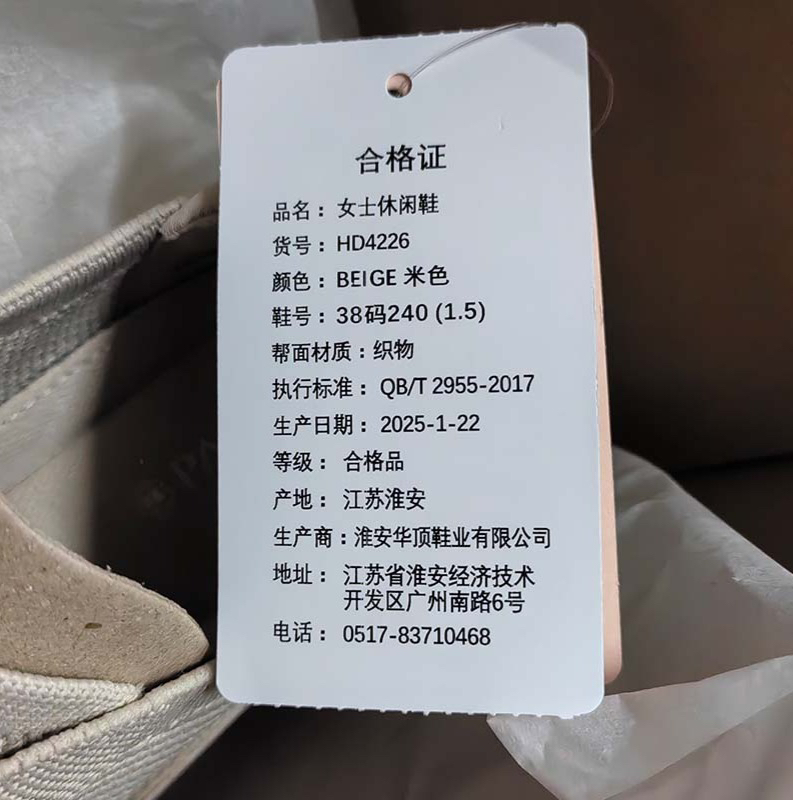 合格证
品名：女士休闲鞋
货号：HD4226
颜色：BEIGE 米色
鞋号：38码240 (1.5)
帮面材质：织物
执行标准：QB/T 2955-2017
生产日期：2025-1-22
等级：合格品
产地：江苏淮安
生产商：淮安华顶鞋业有限公司
地址：江苏省淮安经济技术
开发区广州南路6号
电话：0517-83710468